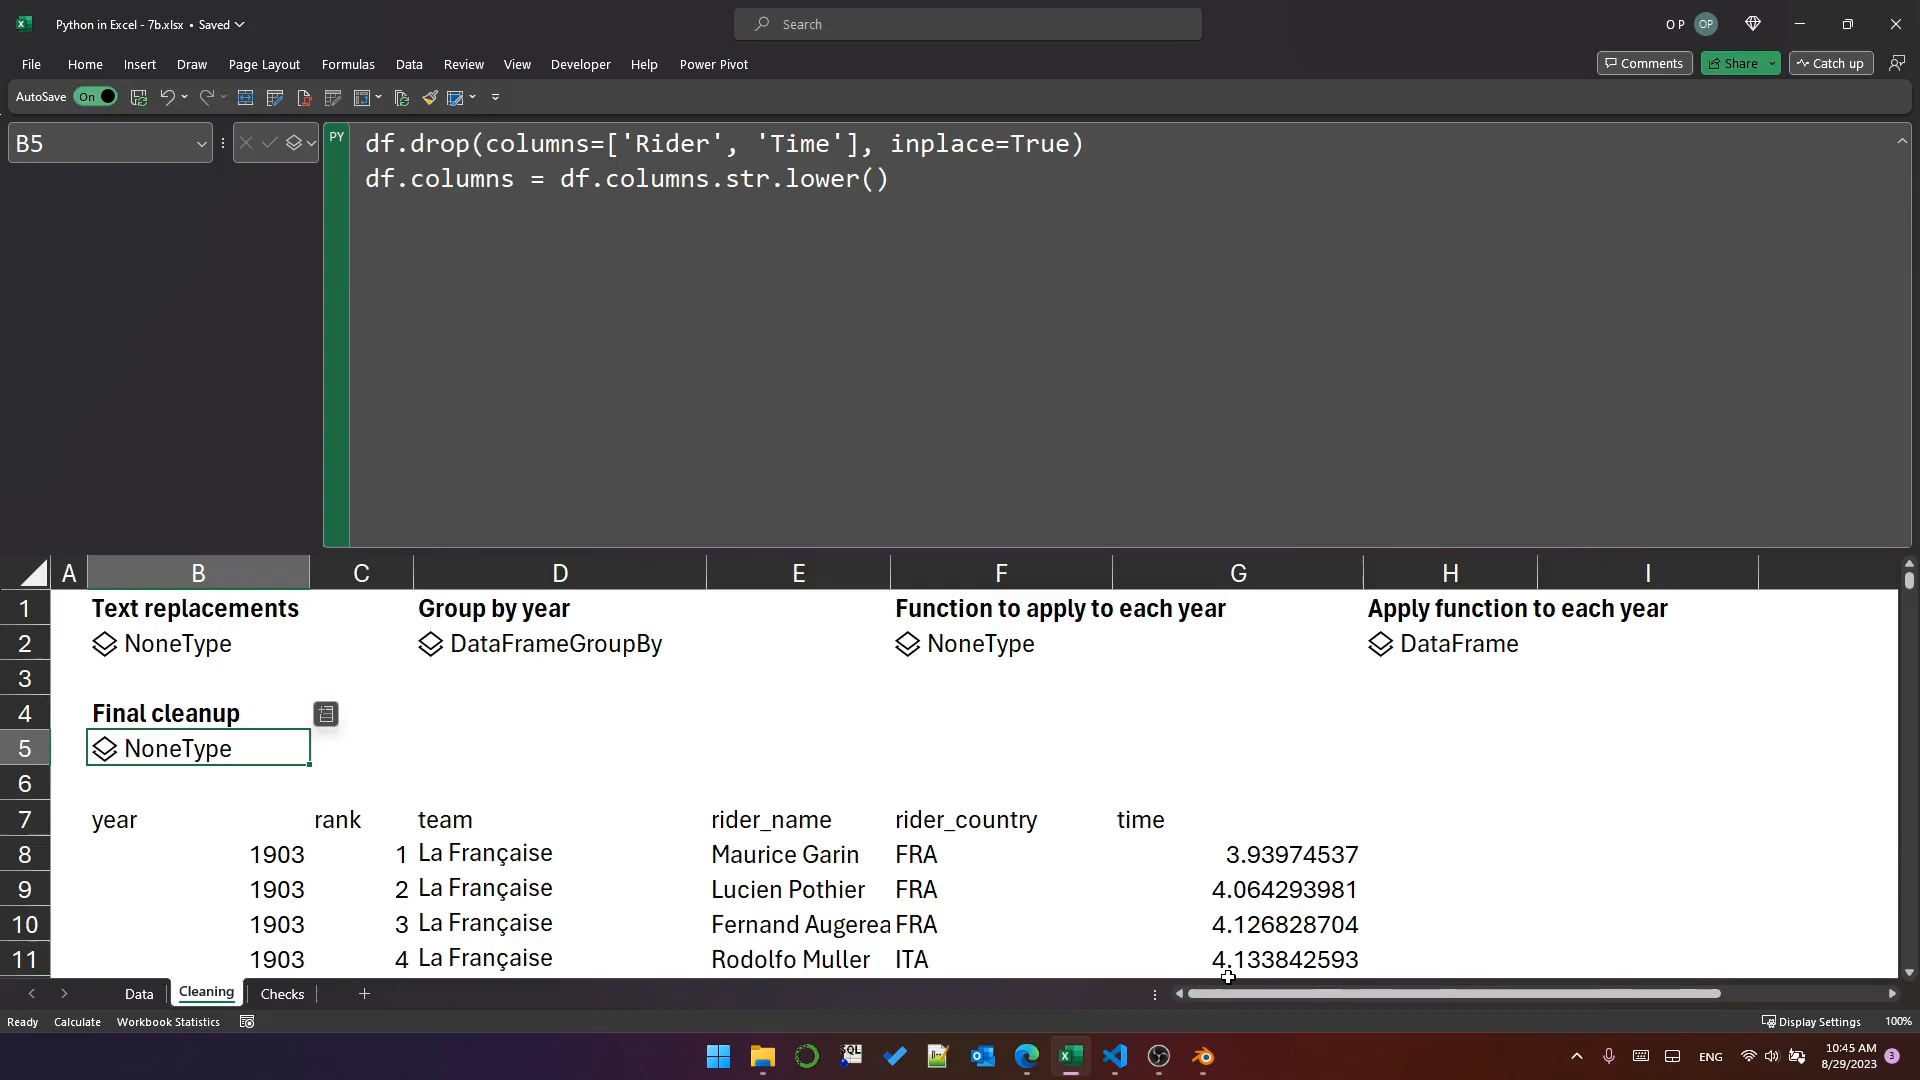 Python in Excel - 7b.xlsx • Saved
Search
O P
OP
File Home Insert Draw Page Layout Formulas Data Review View Developer Help Power Pivot
Comments Share Catch up
AutoSave On
B5
PY
df.drop(columns=['Rider', 'Time'], inplace=True)
df.columns = df.columns.str.lower()
A B C D E F G H I
1 Text replacements Group by year Function to apply to each year Apply function to each year
2 NoneType DataFrameGroupBy NoneType DataFrame
3
4 Final cleanup
5 NoneType
6
7 year rank team rider_name rider_country time
8 1903 1 La Française Maurice Garin FRA 3.93974537
9 1903 2 La Française Lucien Pothier FRA 4.064293981
10 1903 3 La Française Fernand Augerea FRA 4.126828704
11 1903 4 La Française Rodolfo Muller ITA 4.133842593
Data Cleaning Checks
Ready Calculate Workbook Statistics
Display Settings 100%
SQL
ENG
10:45 AM
8/29/2023
3